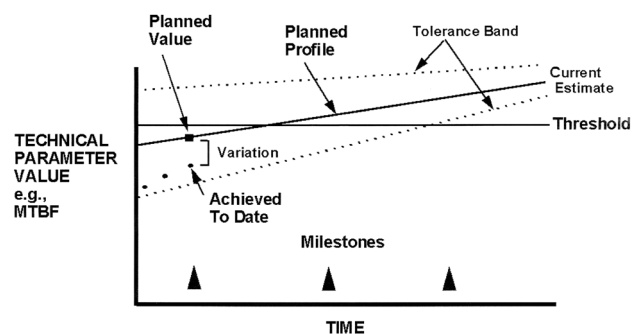 Planned
Value
Planned
Profile
Tolerance Band
Current
Estimate
Threshold
TECHNICAL
PARAMETER
VALUE
e.g.,
MTBF
Variation
Achieved
To Date
Milestones
TIME